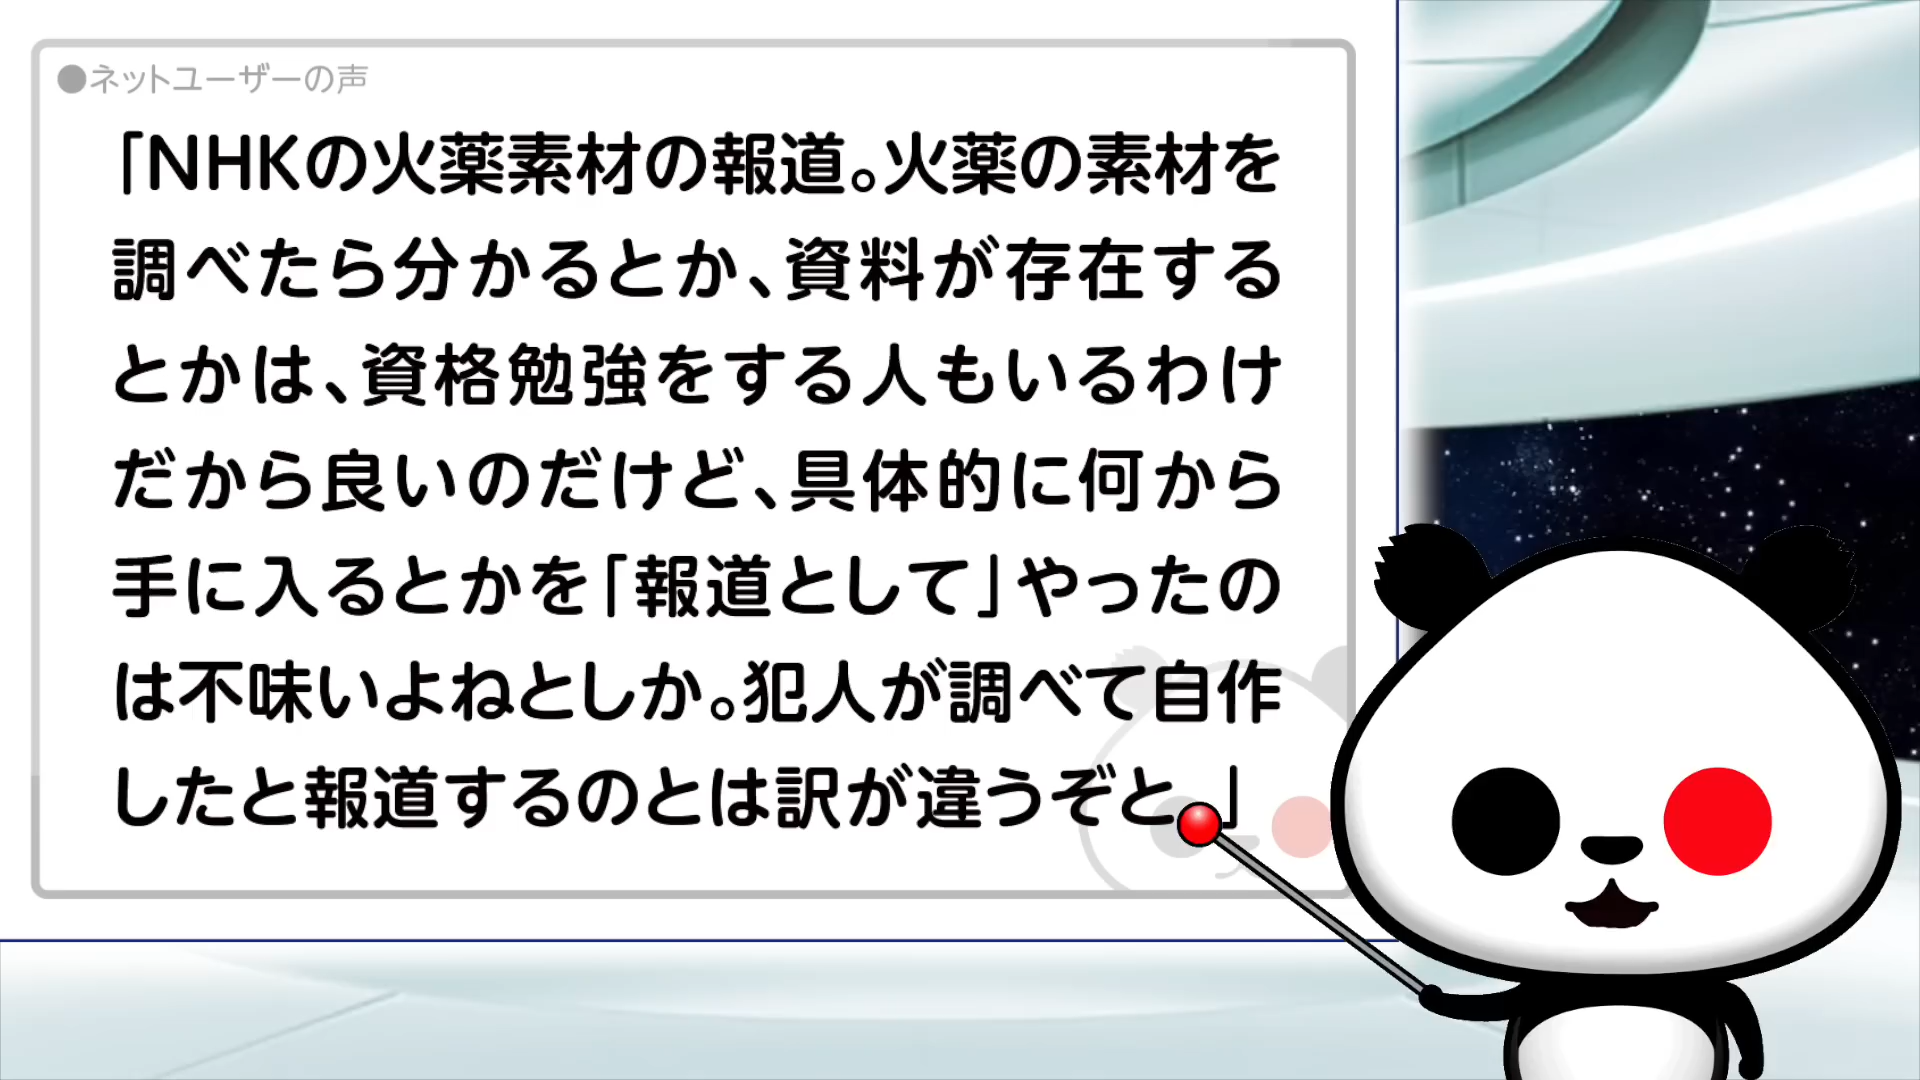 ●ネットユーザーの声
「NHKの火薬素材の報道。火薬の素材を
調べたら分かるとか、資料が存在する
とかは、資格勉強をする人もいるわけ
だから良いのだけど、具体的に何から
手に入るとかを「報道として」やったの
は不味いよねとしか。犯人が調べて自作
したと報道するのとは訳が違うぞと。」